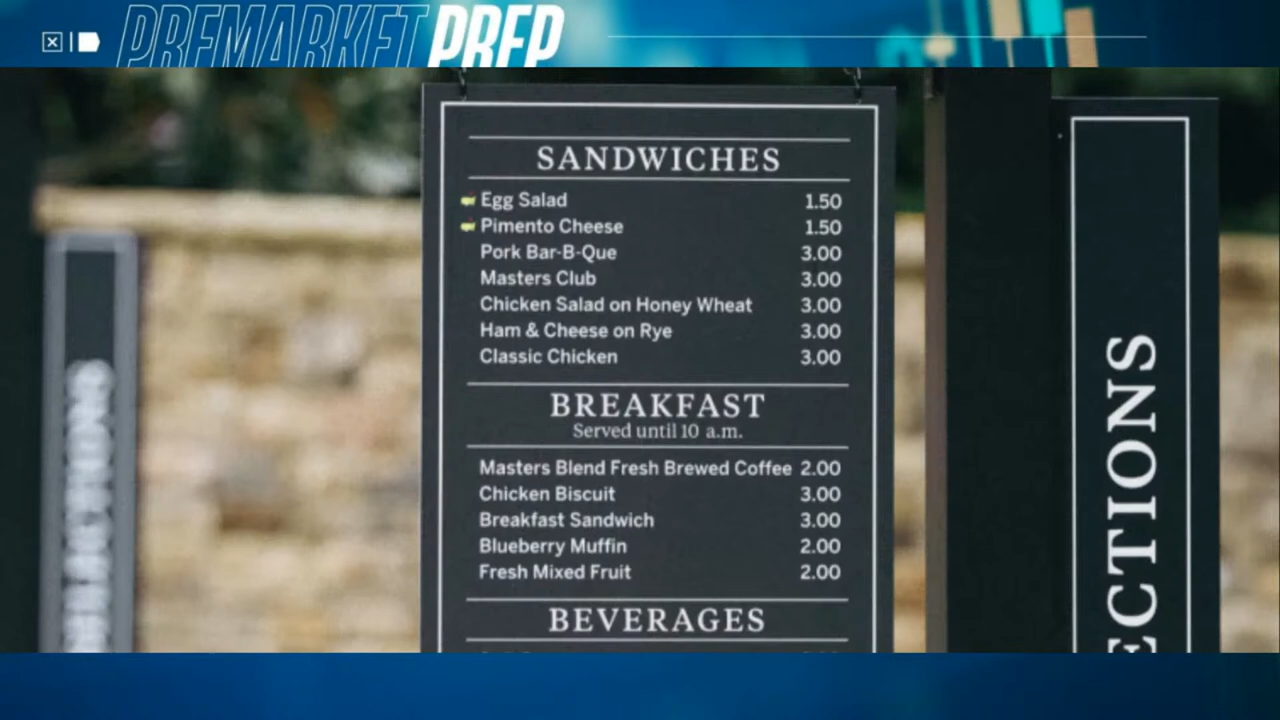 PREMARKET PREP
SANDWICHES
Egg Salad 1.50
Pimento Cheese 1.50
Pork Bar-B-Que 3.00
Masters Club 3.00
Chicken Salad on Honey Wheat 3.00
Ham & Cheese on Rye 3.00
Classic Chicken 3.00
BREAKFAST
Served until 10 a.m.
Masters Blend Fresh Brewed Coffee 2.00
Chicken Biscuit 3.00
Breakfast Sandwich 3.00
Blueberry Muffin 2.00
Fresh Mixed Fruit 2.00
BEVERAGES
ECTIONS